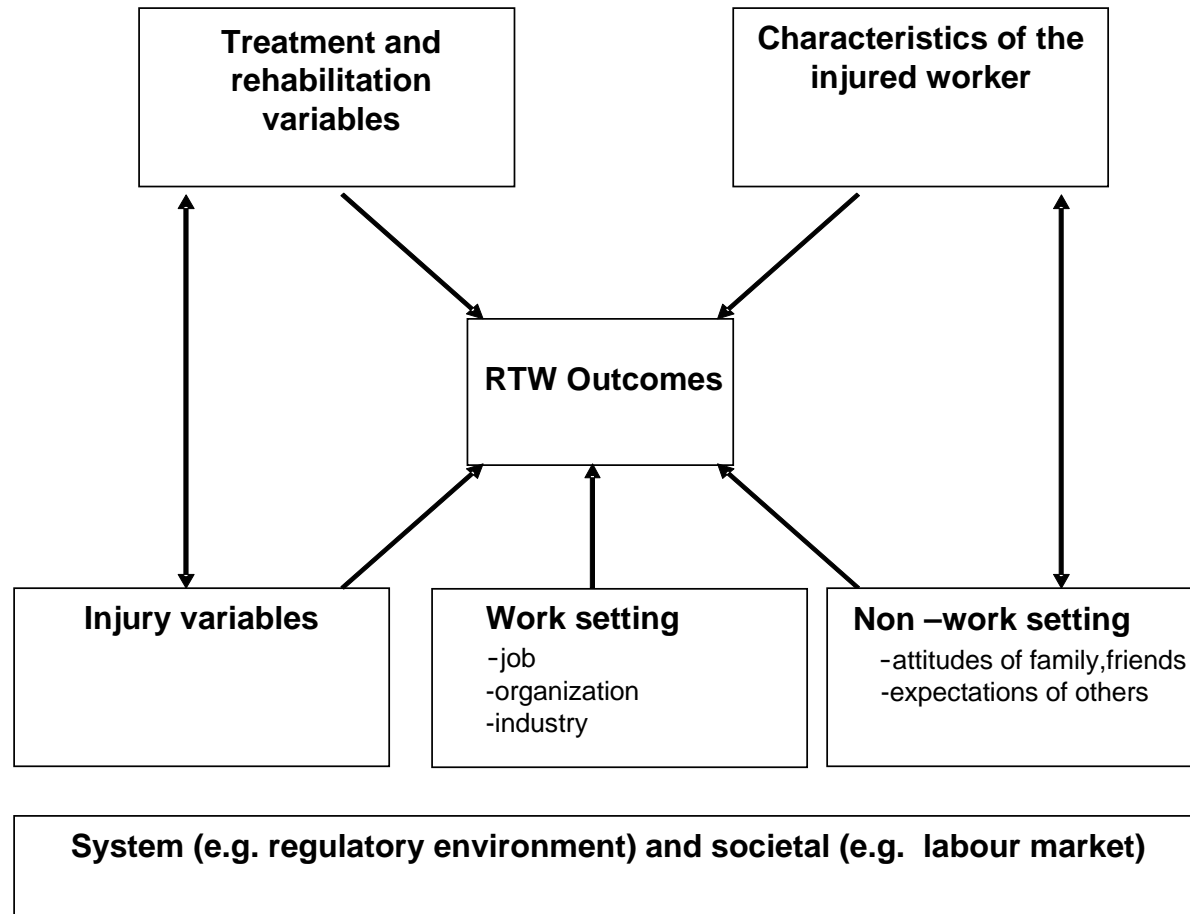 Treatment and
rehabilitation
variables
Characteristics of the
injured worker
RTW Outcomes
Injury variables
Work setting
-job
-organization
-industry
Non –work setting
-attitudes of family,friends
-expectations of others
System (e.g. regulatory environment) and societal (e.g. labour market)